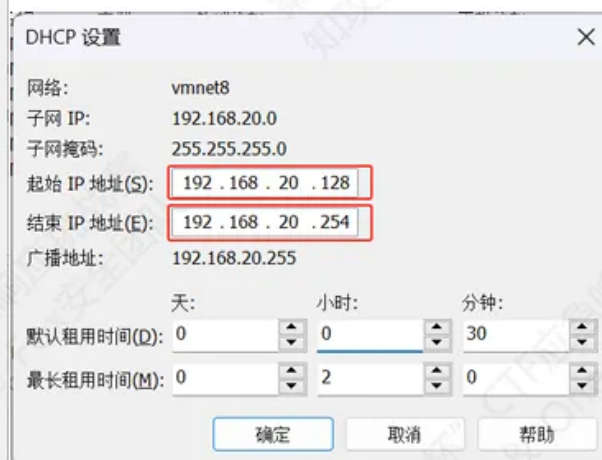 DHCP 设置
网络: vmnet8
子网 IP: 192.168.20.0
子网掩码: 255.255.255.0
起始 IP 地址(S): 192 . 168 . 20 . 128
结束 IP 地址(E): 192 . 168 . 20 . 254
广播地址: 192.168.20.255
天: 小时: 分钟:
默认租用时间(D): 0 0 30
最长租用时间(M): 0 2 0
确定 取消 帮助